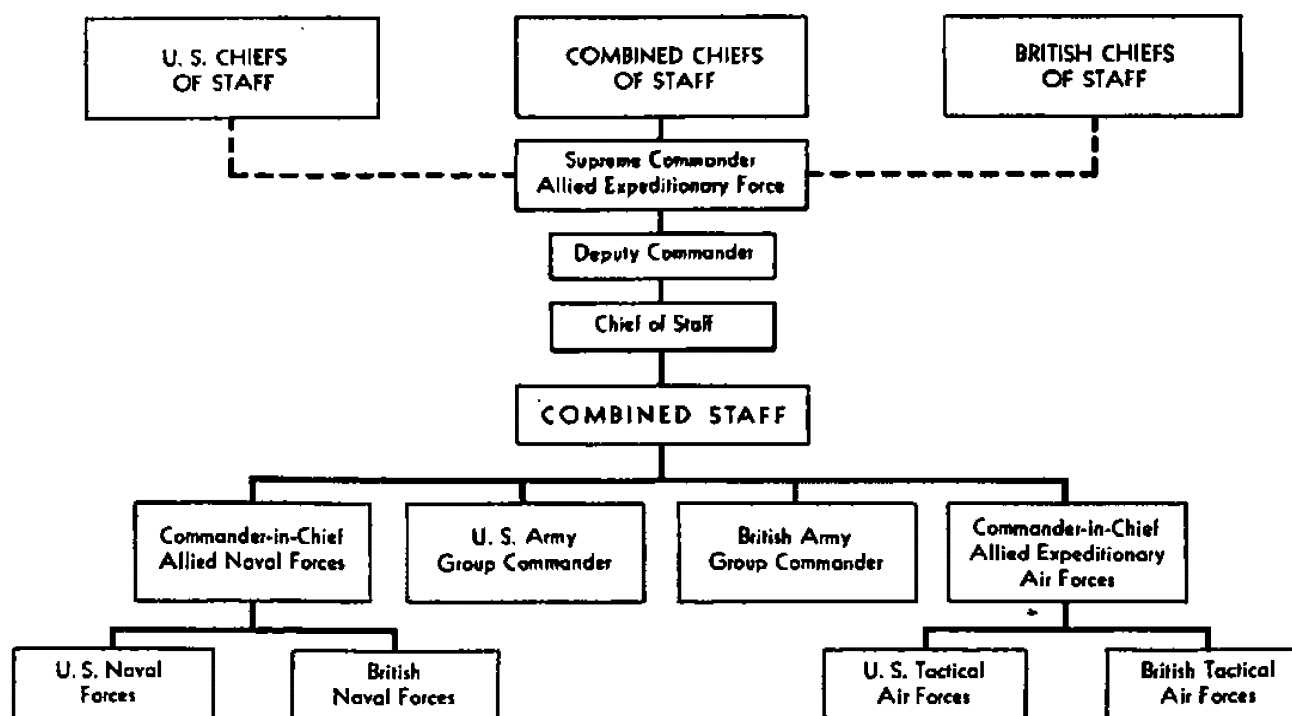 U. S. CHIEFS
OF STAFF
COMBINED CHIEFS
OF STAFF
BRITISH CHIEFS
OF STAFF
Supreme Commander
Allied Expeditionary Force
Deputy Commander
Chief of Staff
COMBINED STAFF
Commander-in-Chief
Allied Naval Forces
U. S. Army
Group Commander
British Army
Group Commander
Commander-in-Chief
Allied Expeditionary
Air Forces
U. S. Naval
Forces
British
Naval Forces
U. S. Tactical
Air Forces
British Tactical
Air Forces